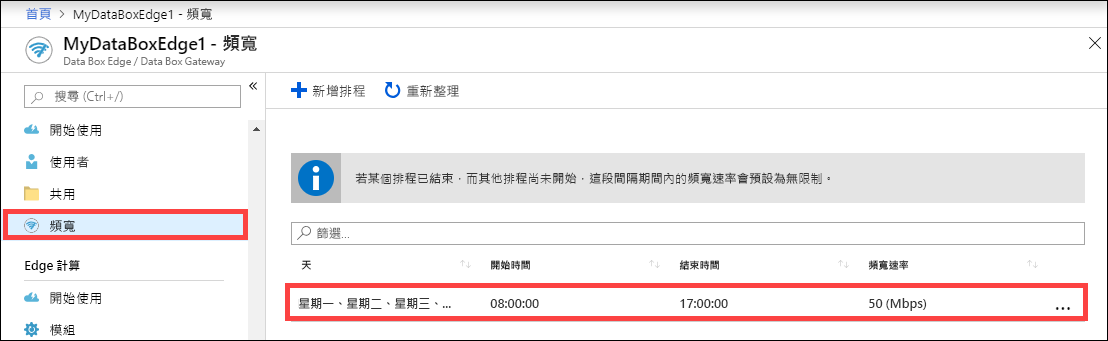 首頁 > MyDataBoxEdge1 - 頻寬
MyDataBoxEdge1 - 頻寬
Data Box Edge / Data Box Gateway
搜尋 (Ctrl+/)
開始使用
使用者
共用
頻寬
Edge 計算
開始使用
模組
新增排程 重新整理
若某個排程已結束，而其他排程尚未開始，這段間隔期間內的頻寬速率會預設為無限制。
篩選...
天 開始時間 結束時間 頻寬速率
星期一、星期二、星期三、... 08:00:00 17:00:00 50 (Mbps) ...